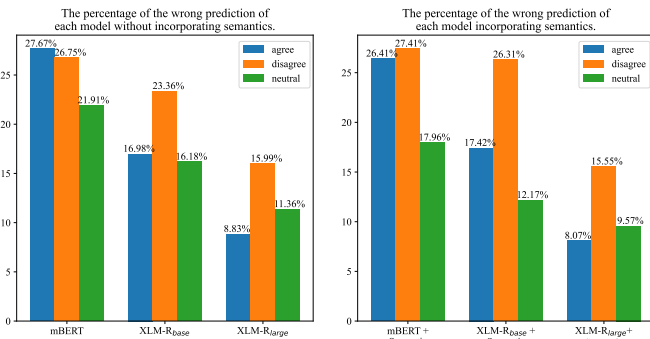 The percentage of the wrong prediction of
each model without incorporating semantics.
27.67%
26.75%
21.91%
16.98%
23.36%
16.18%
8.83%
15.99%
11.36%
agree
disagree
neutral
25
20
15
10
5
0
mBERT
XLM-Rbase
XLM-Rlarge
The percentage of the wrong prediction of
each model incorporating semantics.
26.41%
27.41%
17.96%
17.42%
26.31%
12.17%
8.07%
15.55%
9.57%
agree
disagree
neutral
25
20
15
10
5
0
mBERT +
XLM-Rbase +
XLM-Rlarge+